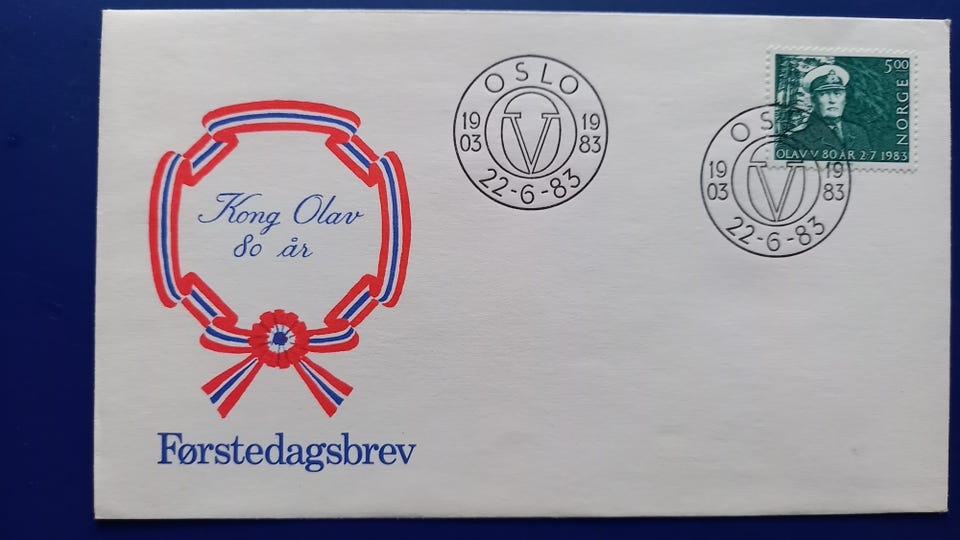 Kong Olav
80 år
Førstedagsbrev
OSLO
19 19
03 83
V
22-6-83
5.00
NORGE
OLAV V 80 ÅR 2·7 1983
OS
19 19
03 83
V
22-6-83